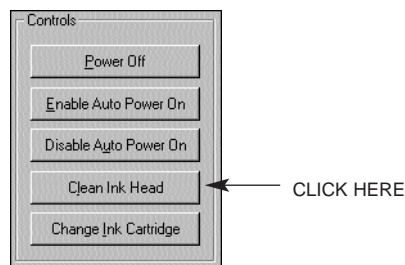 Controls
Power Off
Enable Auto Power On
Disable Auto Power On
Clean Ink Head
CLICK HERE
Change Ink Cartridge